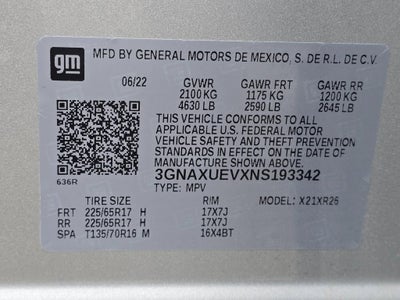 gm
MFD BY GENERAL MOTORS DE MEXICO, S. DE R.L. DE C.V.
06/22 GVWR GAWR FRT GAWR RR
2100 KG 1175 KG 1200 KG
4630 LB 2590 LB 2645 LB
THIS VEHICLE CONFORMS TO ALL
APPLICABLE U.S. FEDERAL MOTOR
VEHICLE SAFETY AND THEFT
PREVENTION STANDARDS IN
EFFECT ON THE DATE OF
MANUFACTURE SHOWN ABOVE.
636R 3GNAXUEVXNS193342
TYPE: MPV
TIRE SIZE RIM MODEL: X21XR26
FRT 225/65R17 H 17X7J
RR 225/65R17 H 17X7J
SPA T135/70R16 M 16X4BT